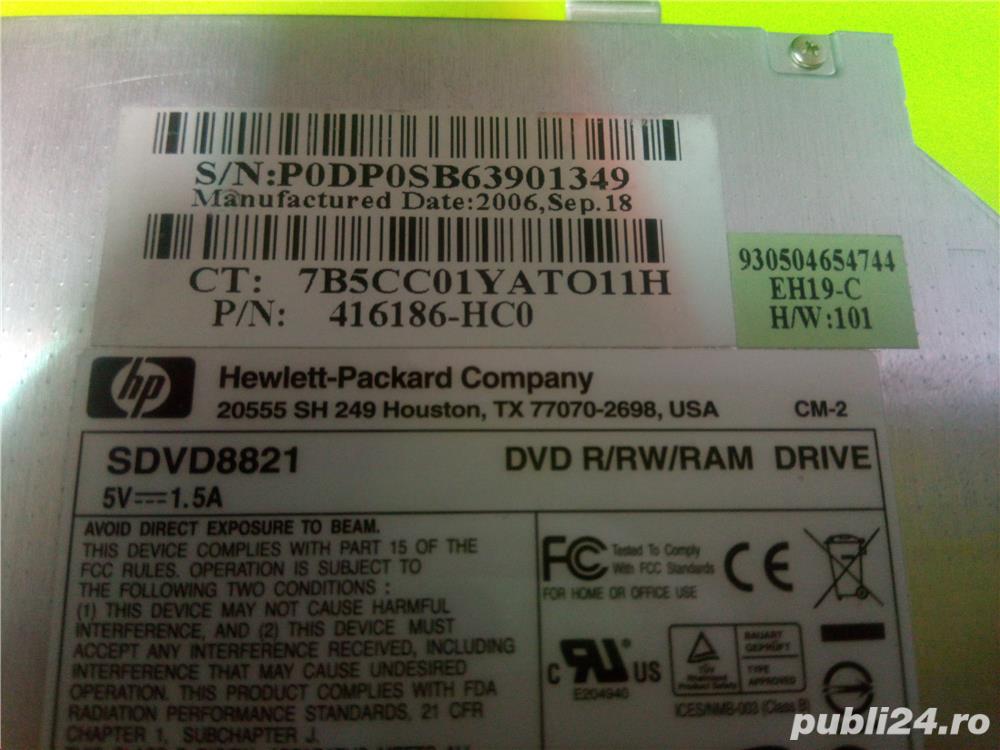 S/N:P0DP0SB63901349
Manufactured Date:2006,Sep.18
CT: 7B5CC01YATO11H
P/N: 416186-HC0
930504654744
EH19-C
H/W:101
hp
Hewlett-Packard Company
20555 SH 249 Houston, TX 77070-2698, USA CM-2
SDVD8821 DVD R/RW/RAM DRIVE
5V⎓1.5A
AVOID DIRECT EXPOSURE TO BEAM.
THIS DEVICE COMPLIES WITH PART 15 OF THE
FCC RULES. OPERATION IS SUBJECT TO
THE FOLLOWING TWO CONDITIONS :
(1) THIS DEVICE MAY NOT CAUSE HARMFUL
INTERFERENCE, AND (2) THIS DEVICE MUST
ACCEPT ANY INTERFERENCE RECEIVED, INCLUDING
INTERFERENCE THAT MAY CAUSE UNDESIRED
OPERATION. THIS PRODUCT COMPLIES WITH FDA
RADIATION PERFORMANCE STANDARDS, 21 CFR
CHAPTER 1, SUBCHAPTER J.
FC Tested To Comply
With FCC Standards
FOR HOME OR OFFICE USE
CE
C RU US
E204940
TÜV
Rheinland
Product Safety
BAUART
GEPRÜFT
TYPE
APPROVED
ICES/NMB-003 (Class B)
publi24.ro